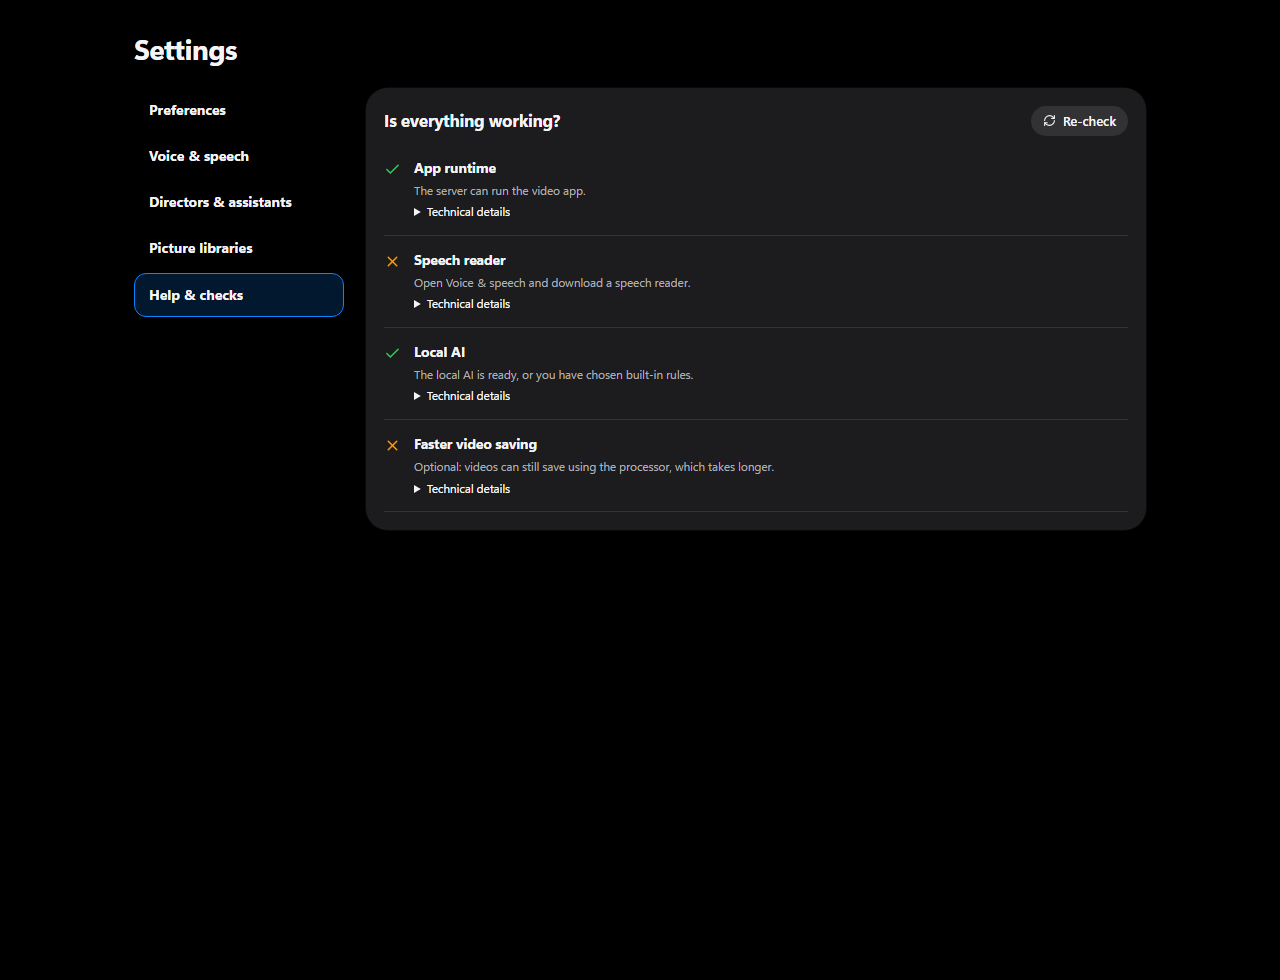 Settings
Preferences
Voice & speech
Directors & assistants
Picture libraries
Help & checks
Is everything working?
Re-check
App runtime
The server can run the video app.
Technical details
Speech reader
Open Voice & speech and download a speech reader.
Technical details
Local AI
The local AI is ready, or you have chosen built-in rules.
Technical details
Faster video saving
Optional: videos can still save using the processor, which takes longer.
Technical details